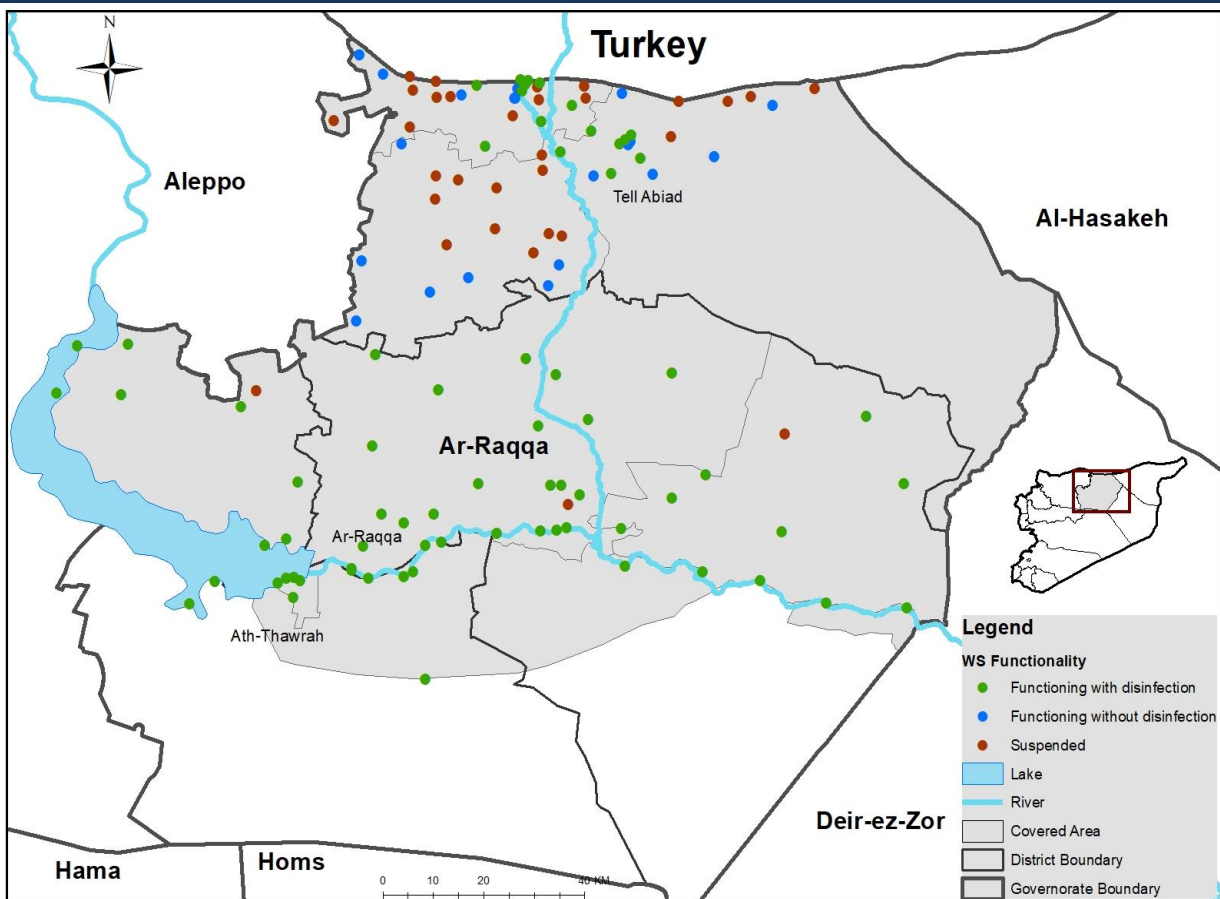 N
Turkey
Aleppo
Al-Hasakeh
Tell Abiad
Ar-Raqqa
Ar-Raqqa
Ath-Thawrah
Deir-ez-Zor
Hama
Homs
0 10 20 40 KM
Legend
WS Functionality
Functioning with disinfection
Functioning without disinfection
Suspended
Lake
River
Covered Area
District Boundary
Governorate Boundary